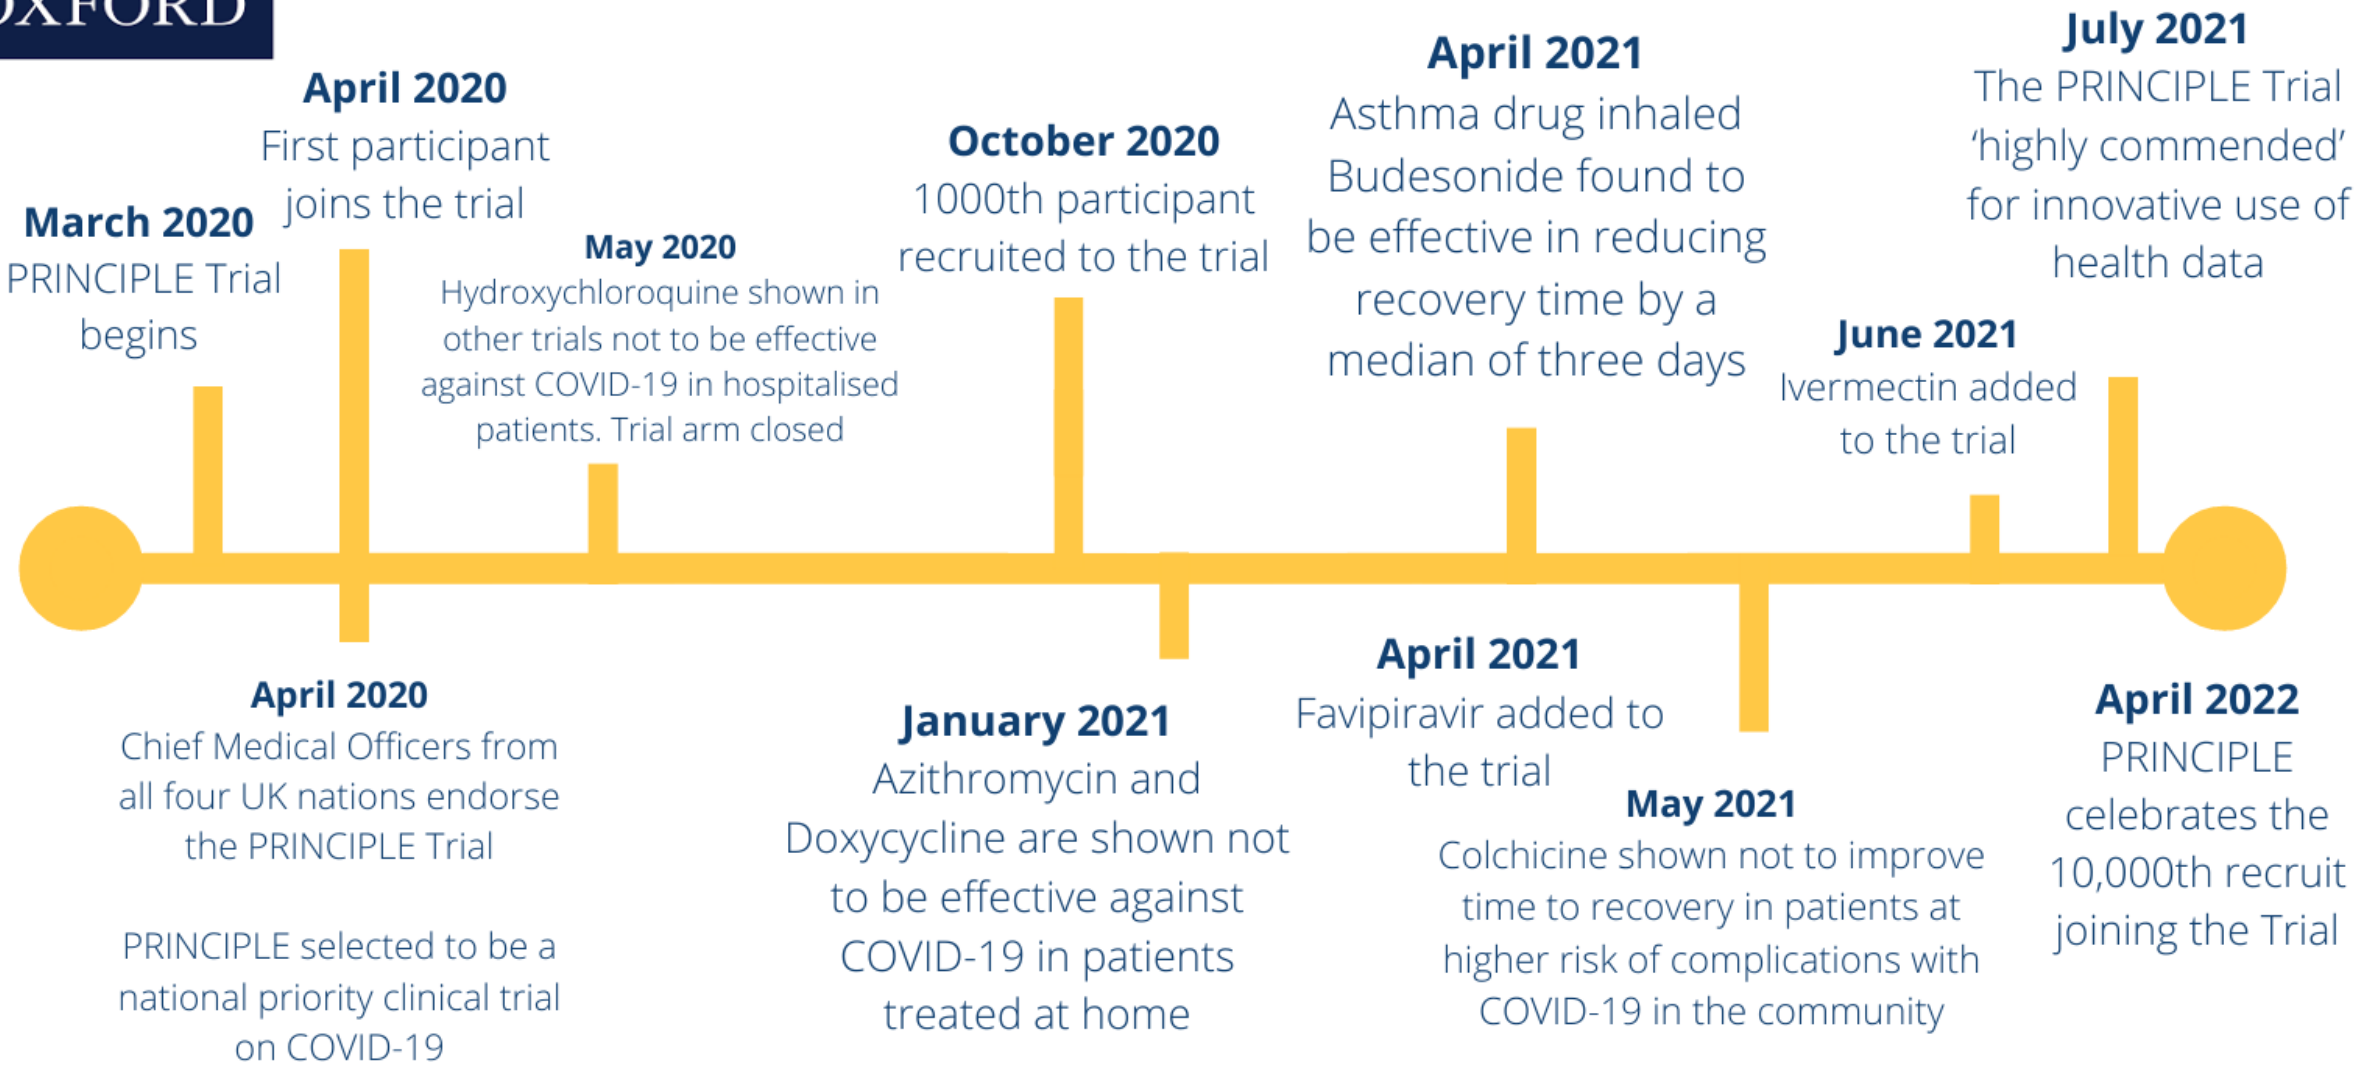 OXFORD
March 2020
PRINCIPLE Trial
begins
April 2020
First participant
joins the trial
April 2020
Chief Medical Officers from
all four UK nations endorse
the PRINCIPLE Trial
PRINCIPLE selected to be a
national priority clinical trial
on COVID-19
May 2020
Hydroxychloroquine shown in
other trials not to be effective
against COVID-19 in hospitalised
patients. Trial arm closed
October 2020
1000th participant
recruited to the trial
January 2021
Azithromycin and
Doxycycline are shown not
to be effective against
COVID-19 in patients
treated at home
April 2021
Asthma drug inhaled
Budesonide found to
be effective in reducing
recovery time by a
median of three days
April 2021
Favipiravir added to
the trial
May 2021
Colchicine shown not to improve
time to recovery in patients at
higher risk of complications with
COVID-19 in the community
June 2021
Ivermectin added
to the trial
July 2021
The PRINCIPLE Trial
‘highly commended’
for innovative use of
health data
April 2022
PRINCIPLE
celebrates the
10,000th recruit
joining the Trial